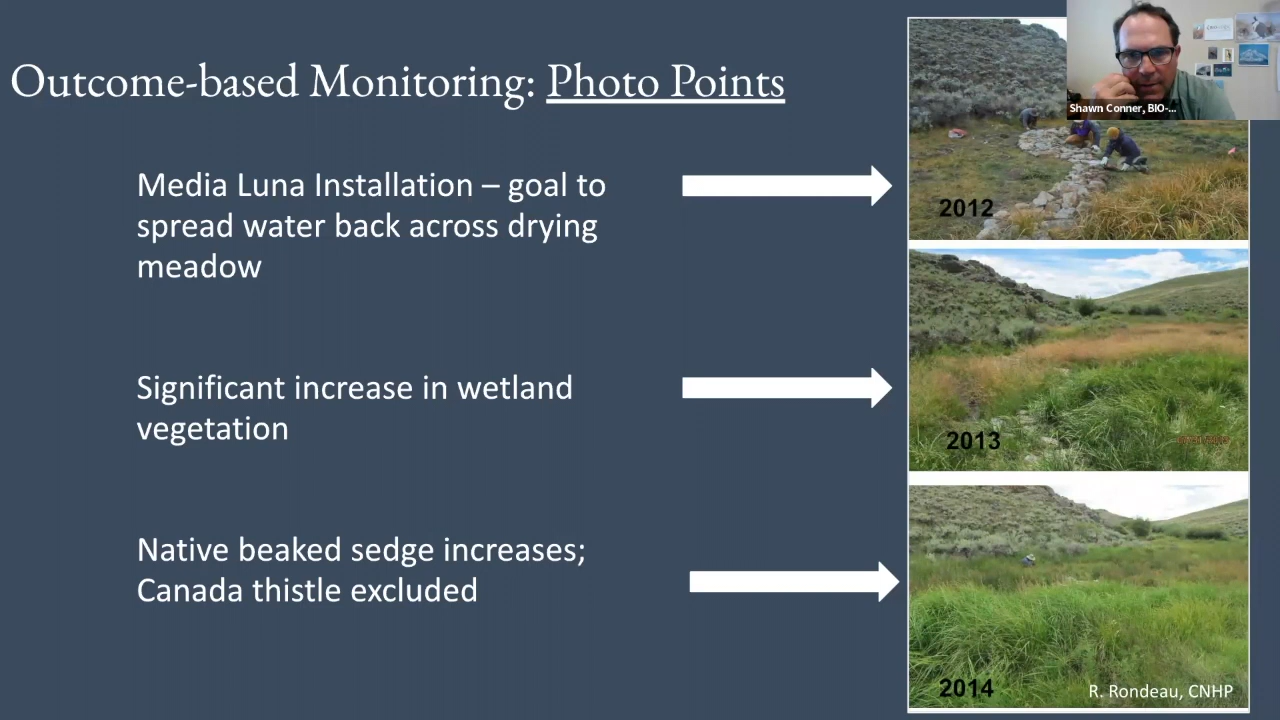 Outcome-based Monitoring: Photo Points
Shawn Conner, BIO-...
Media Luna Installation – goal to
spread water back across drying
meadow
2012
Significant increase in wetland
vegetation
2013
Native beaked sedge increases;
Canada thistle excluded
2014
R. Rondeau, CNHP